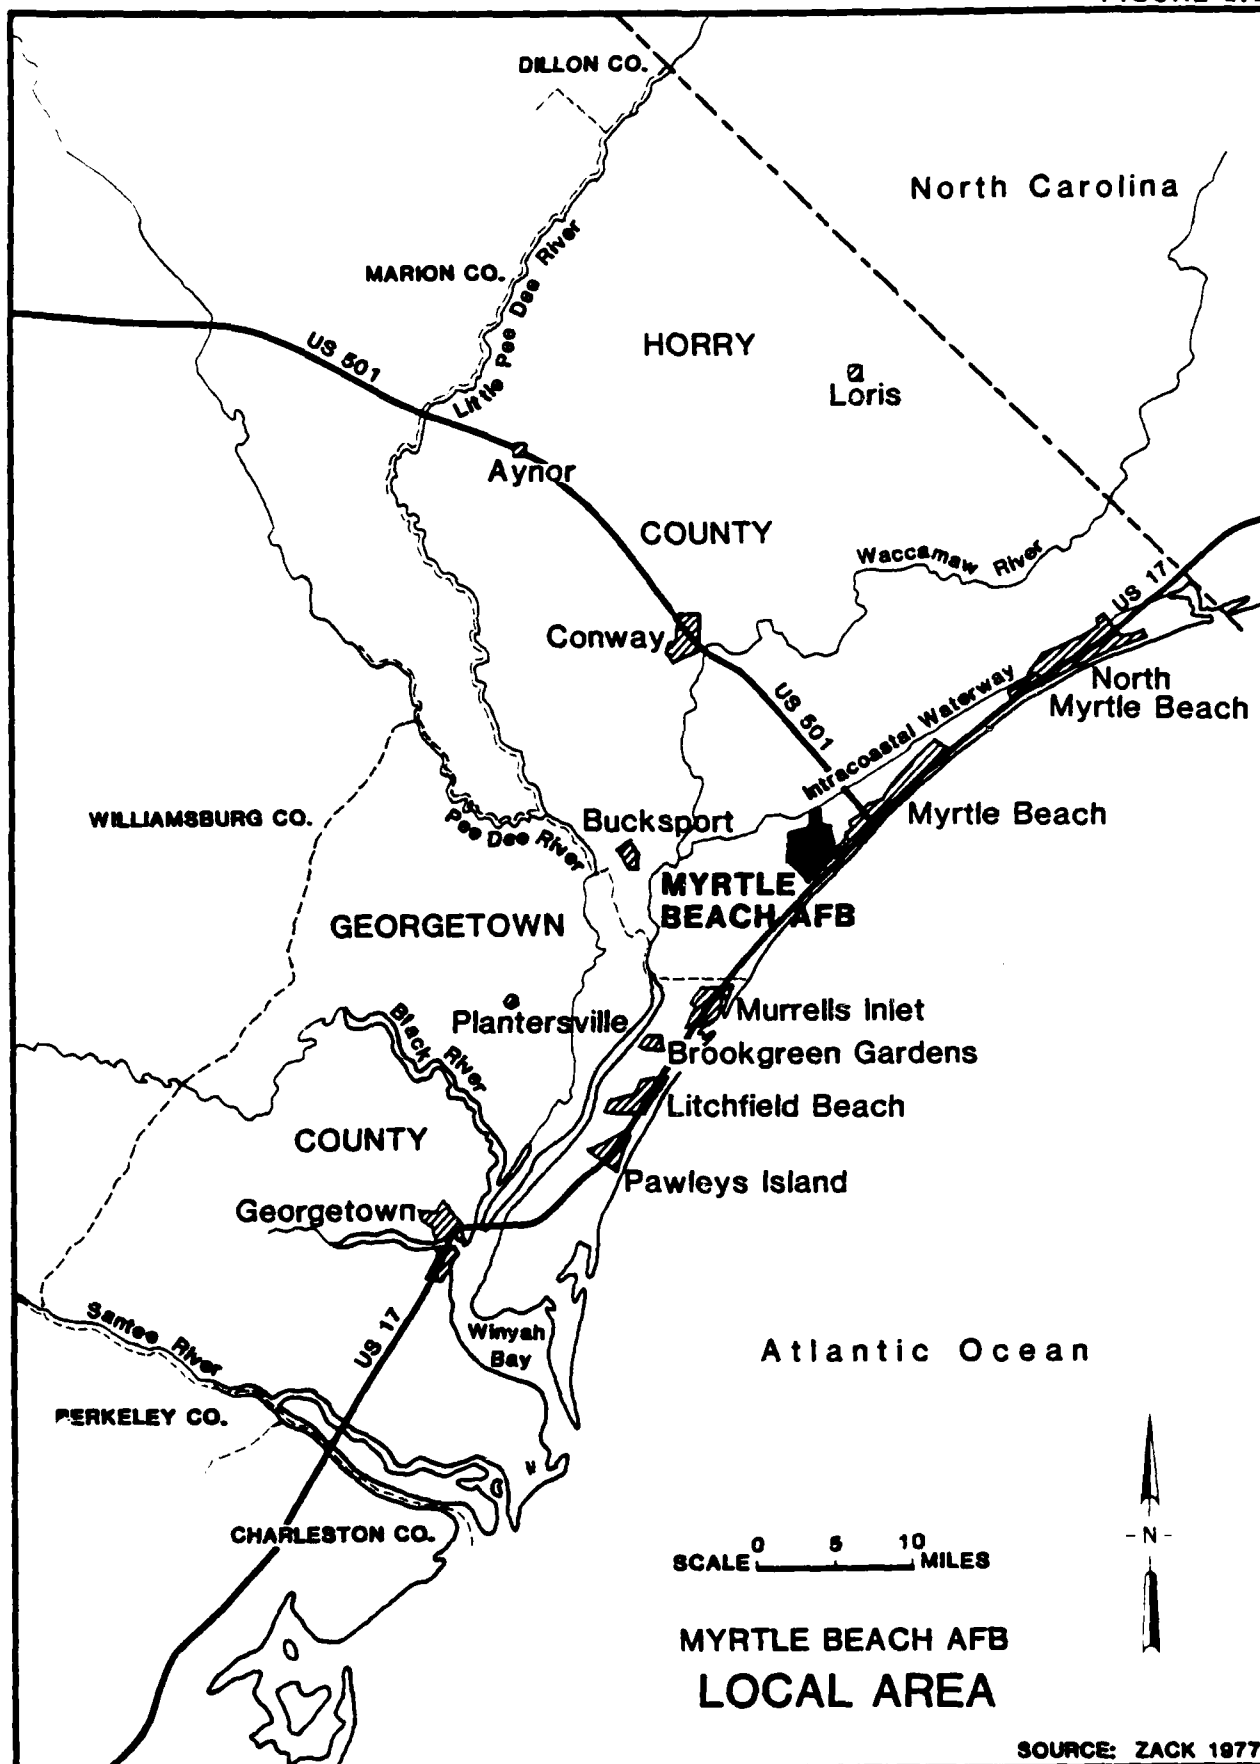 DILLON CO.
North Carolina
MARION CO.
Little Pee Dee River
US 501
HORRY
Loris
Aynor
COUNTY
Waccamaw River
US 17
Conway
North
Myrtle Beach
US 501
Intracoastal Waterway
WILLIAMSBURG CO.
Pee Dee River
Bucksport
Myrtle Beach
MYRTLE
BEACH AFB
GEORGETOWN
Plantersville
Black River
Murrells Inlet
Brookgreen Gardens
Litchfield Beach
COUNTY
Pawleys Island
Georgetown
Santee River
US 17
Winyah
Bay
Atlantic Ocean
BERKELEY CO.
CHARLESTON CO.
N
0 5 10
SCALE MILES
MYRTLE BEACH AFB
LOCAL AREA
SOURCE: ZACK 1977